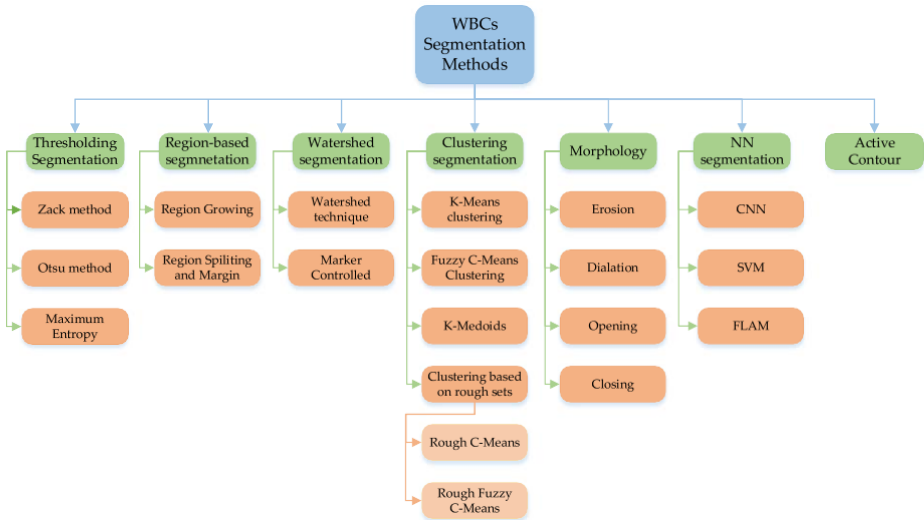 WBCs
Segmentation
Methods
Thresholding
Segmentation
Region-based
segmnetation
Watershed
segmentation
Clustering
segmentation
Morphology
NN
segmentation
Active
Contour
Zack method
Otsu method
Maximum
Entropy
Region Growing
Region Spiliting
and Margin
Watershed
technique
Marker
Controlled
K-Means
clustering
Fuzzy C-Means
Clustering
K-Medoids
Clustering based
on rough sets
Rough C-Means
Rough Fuzzy
C-Means
Erosion
Dialation
Opening
Closing
CNN
SVM
FLAM